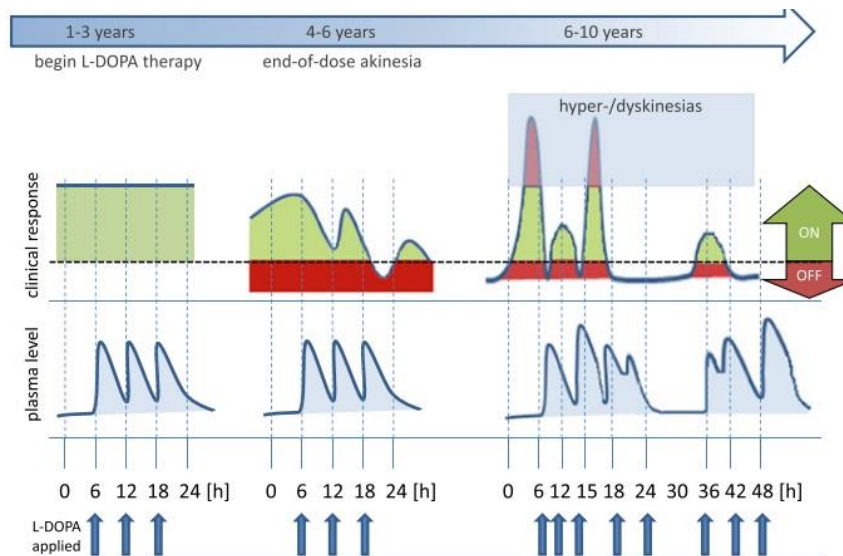 1-3 years 4-6 years 6-10 years
begin L-DOPA therapy end-of-dose akinesia
hyper-/dyskinesias
clinical response
ON
OFF
plasma level
0 6 12 18 24 [h] 0 6 12 18 24 [h] 0 6 12 15 18 24 30 36 42 48 [h]
L-DOPA
applied